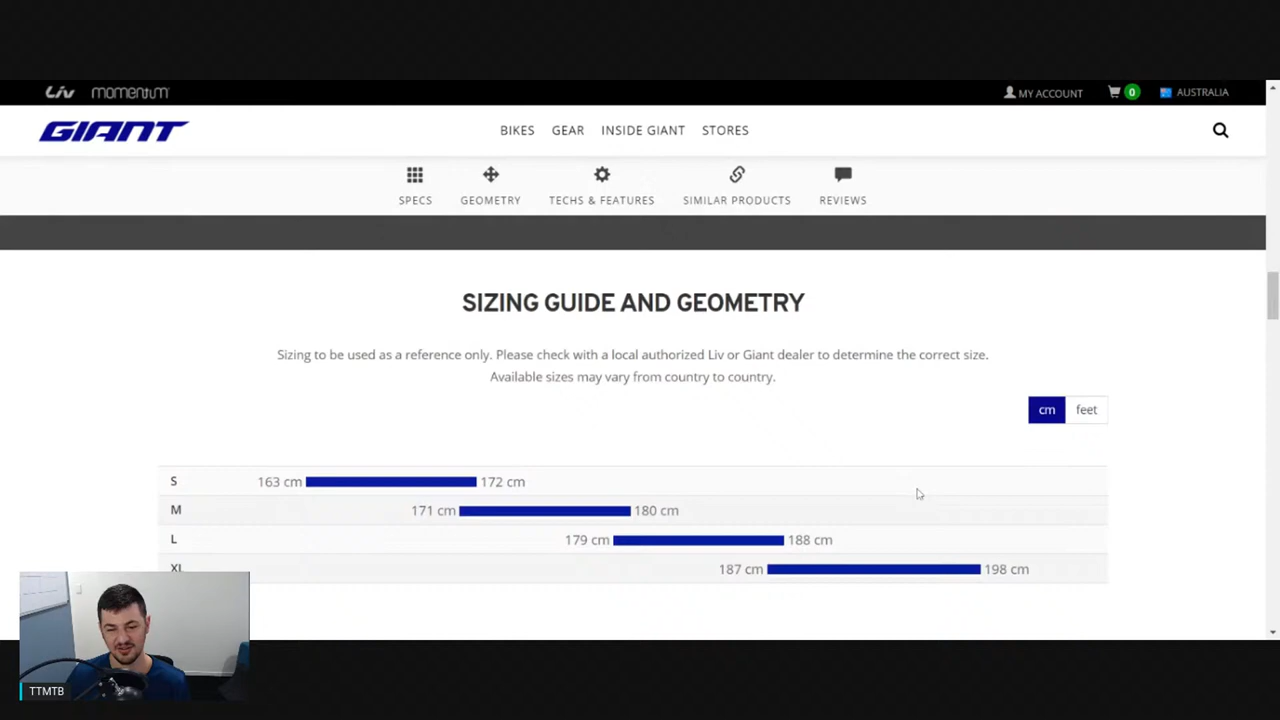 Liv momentum
MY ACCOUNT 0 AUSTRALIA
GIANT
BIKES GEAR INSIDE GIANT STORES
SPECS GEOMETRY TECHS & FEATURES SIMILAR PRODUCTS REVIEWS
SIZING GUIDE AND GEOMETRY
Sizing to be used as a reference only. Please check with a local authorized Liv or Giant dealer to determine the correct size.
Available sizes may vary from country to country.
cm feet
S 163 cm 172 cm
M 171 cm 180 cm
L 179 cm 188 cm
XL 187 cm 198 cm
TTMTB